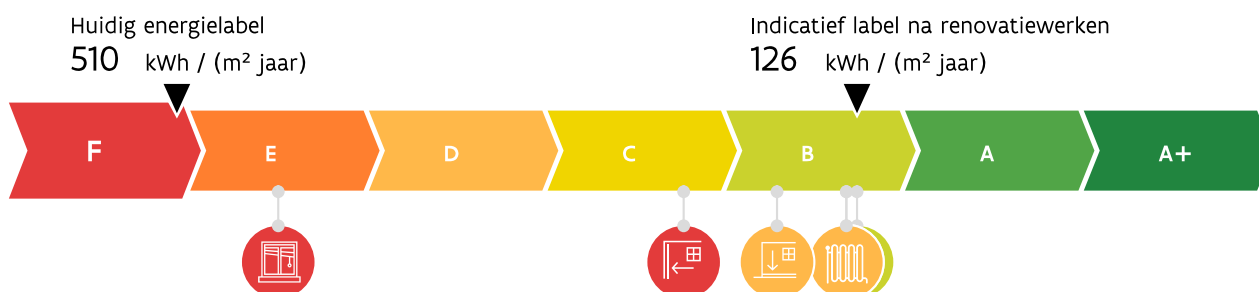 Huidig energielabel
510 kWh / (m² jaar)
Indicatief label na renovatiewerken
126 kWh / (m² jaar)
F E D C B A A+